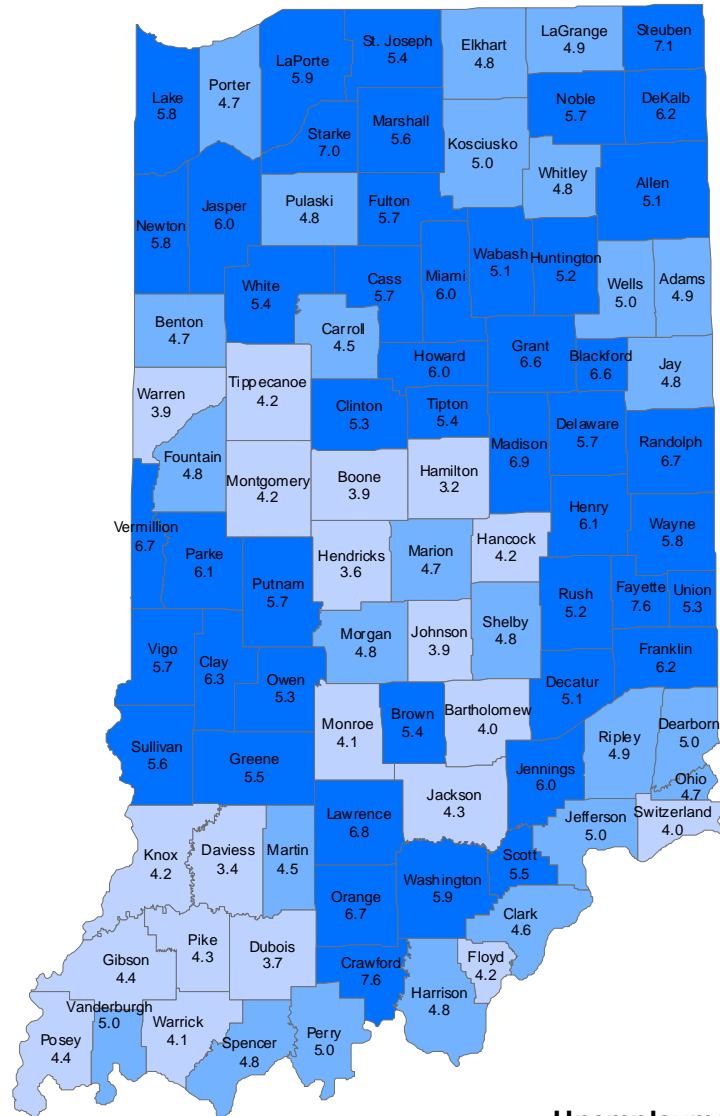 St. Joseph
5.4
Elkhart
4.8
LaGrange
4.9
Steuben
7.1
LaPorte
5.9
Porter
4.7
Lake
5.8
Noble
5.7
DeKalb
6.2
Starke
7.0
Marshall
5.6
Kosciusko
5.0
Whitley
4.8
Allen
5.1
Newton
5.8
Jasper
6.0
Pulaski
4.8
Fulton
5.7
White
5.4
Cass
5.7
Miami
6.0
Wabash
5.1
Huntington
5.2
Wells
5.0
Adams
4.9
Benton
4.7
Carroll
4.5
Howard
6.0
Grant
6.6
Blackford
6.6
Jay
4.8
Warren
3.9
Tippecanoe
4.2
Clinton
5.3
Tipton
5.4
Madison
6.9
Delaware
5.7
Randolph
6.7
Fountain
4.8
Montgomery
4.2
Boone
3.9
Hamilton
3.2
Henry
6.1
Wayne
5.8
Vermillion
6.7
Parke
6.1
Putnam
5.7
Hendricks
3.6
Marion
4.7
Hancock
4.2
Rush
5.2
Fayette
7.6
Union
5.3
Vigo
5.7
Clay
6.3
Owen
5.3
Morgan
4.8
Johnson
3.9
Shelby
4.8
Decatur
5.1
Franklin
6.2
Sullivan
5.6
Greene
5.5
Monroe
4.1
Brown
5.4
Bartholomew
4.0
Jennings
6.0
Ripley
4.9
Dearborn
5.0
Ohio
4.7
Switzerland
4.0
Jefferson
5.0
Jackson
4.3
Lawrence
6.8
Knox
4.2
Daviess
3.4
Martin
4.5
Orange
6.7
Washington
5.9
Scott
5.5
Clark
4.6
Floyd
4.2
Gibson
4.4
Pike
4.3
Dubois
3.7
Crawford
7.6
Harrison
4.8
Posey
4.4
Vanderburgh
5.0
Warrick
4.1
Spencer
4.8
Perry
5.0